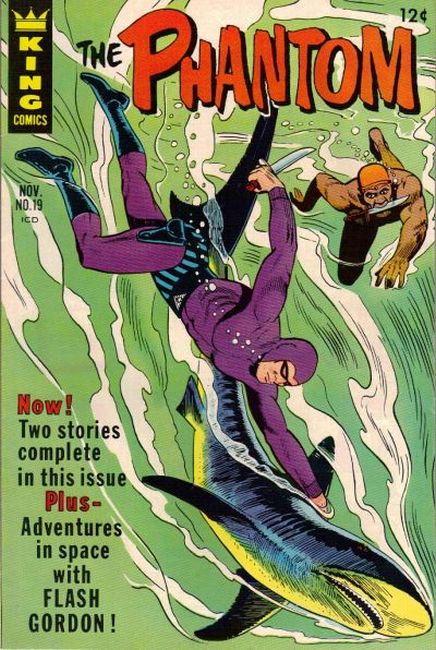 KING
COMICS
12¢
THE PHANTOM
NOV.
NO.19
ICD
Now!
Two stories
complete
in this issue
Plus-
Adventures
in space
with
FLASH
GORDON!